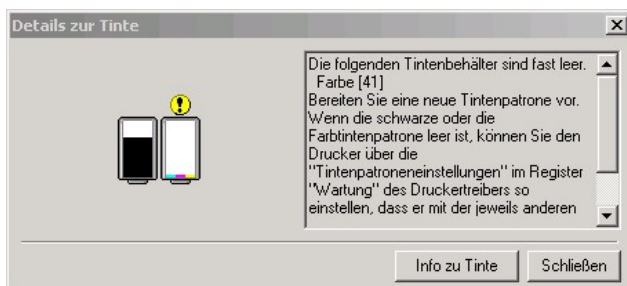 Details zur Tinte
Die folgenden Tintenbehälter sind fast leer.
Farbe [41]
Bereiten Sie eine neue Tintenpatrone vor.
Wenn die schwarze oder die
Farbtintenpatrone leer ist, können Sie den
Drucker über die
"Tintenpatroneneinstellungen" im Register
"Wartung" des Druckertreibers so
einstellen, dass er mit der jeweils anderen
Info zu Tinte
Schließen